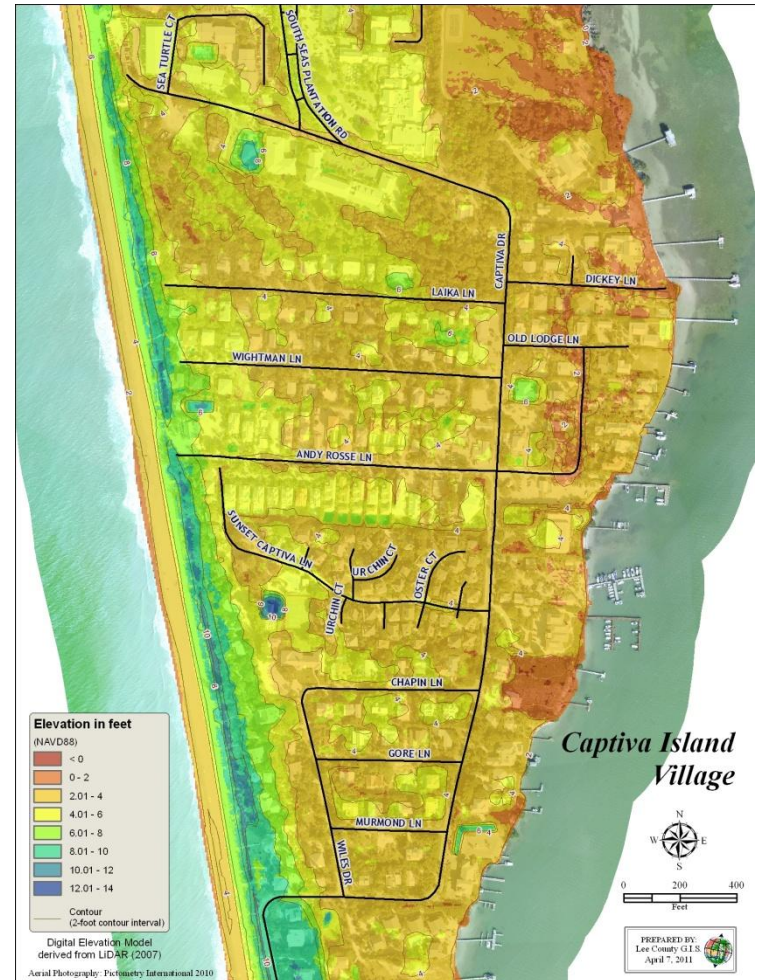 SEA TURTLE CT
SOUTH SEAS PLANTATION RD
CAPTIVA DR
DICKEY LN
LAIKA LN
OLD LODGE LN
WIGHTMAN LN
ANDY ROSSE LN
SUNSET CAPTIVA LN
URCHIN CT
OSTER CT
URCHIN CT
CHAPIN LN
GORE LN
MURMOND LN
WILES DR
Elevation in feet
(NAVD88)
< 0
0 - 2
2.01 - 4
4.01 - 6
6.01 - 8
8.01 - 10
10.01 - 12
12.01 - 14
Contour
(2-foot contour interval)
Digital Elevation Model
derived from LiDAR (2007)
Aerial Photography: Pictometry International 2010
Captiva Island
Village
N
W E
S
0 200 400
Feet
PREPARED BY:
Lee County G.I.S.
April 7, 2011